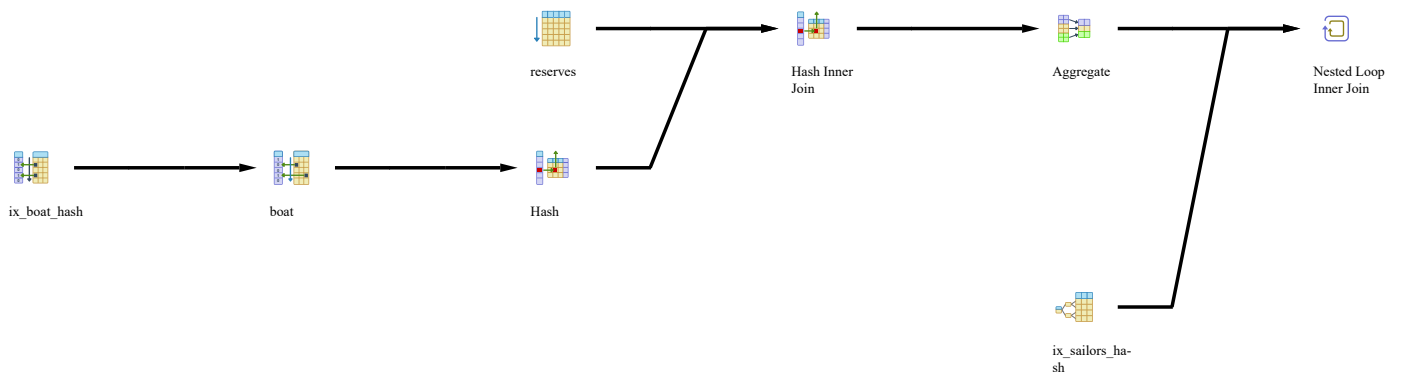 reserves
Hash Inner
Join
Aggregate
Nested Loop
Inner Join
ix_boat_hash
boat
Hash
ix_sailors_ha-
sh